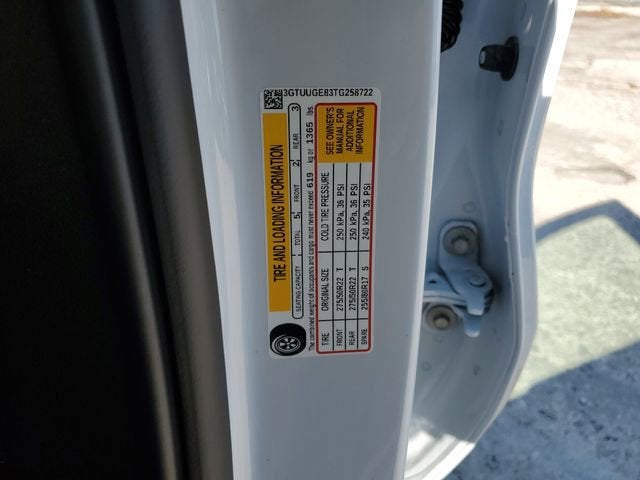 3GTUUGE83TG258722
TIRE AND LOADING INFORMATION
SEATING CAPACITY TOTAL 5 FRONT 2 REAR 3
The combined weight of occupants and cargo must never exceed 619 kg or 1365 lbs.
TIRE ORIGINAL SIZE COLD TIRE PRESSURE
FRONT 275/50R22 T 250 kPa, 36 PSI
REAR 275/50R22 T 250 kPa, 36 PSI
SPARE 255/80R17 S 240 kPa, 35 PSI
SEE OWNER'S
MANUAL FOR
ADDITIONAL
INFORMATION